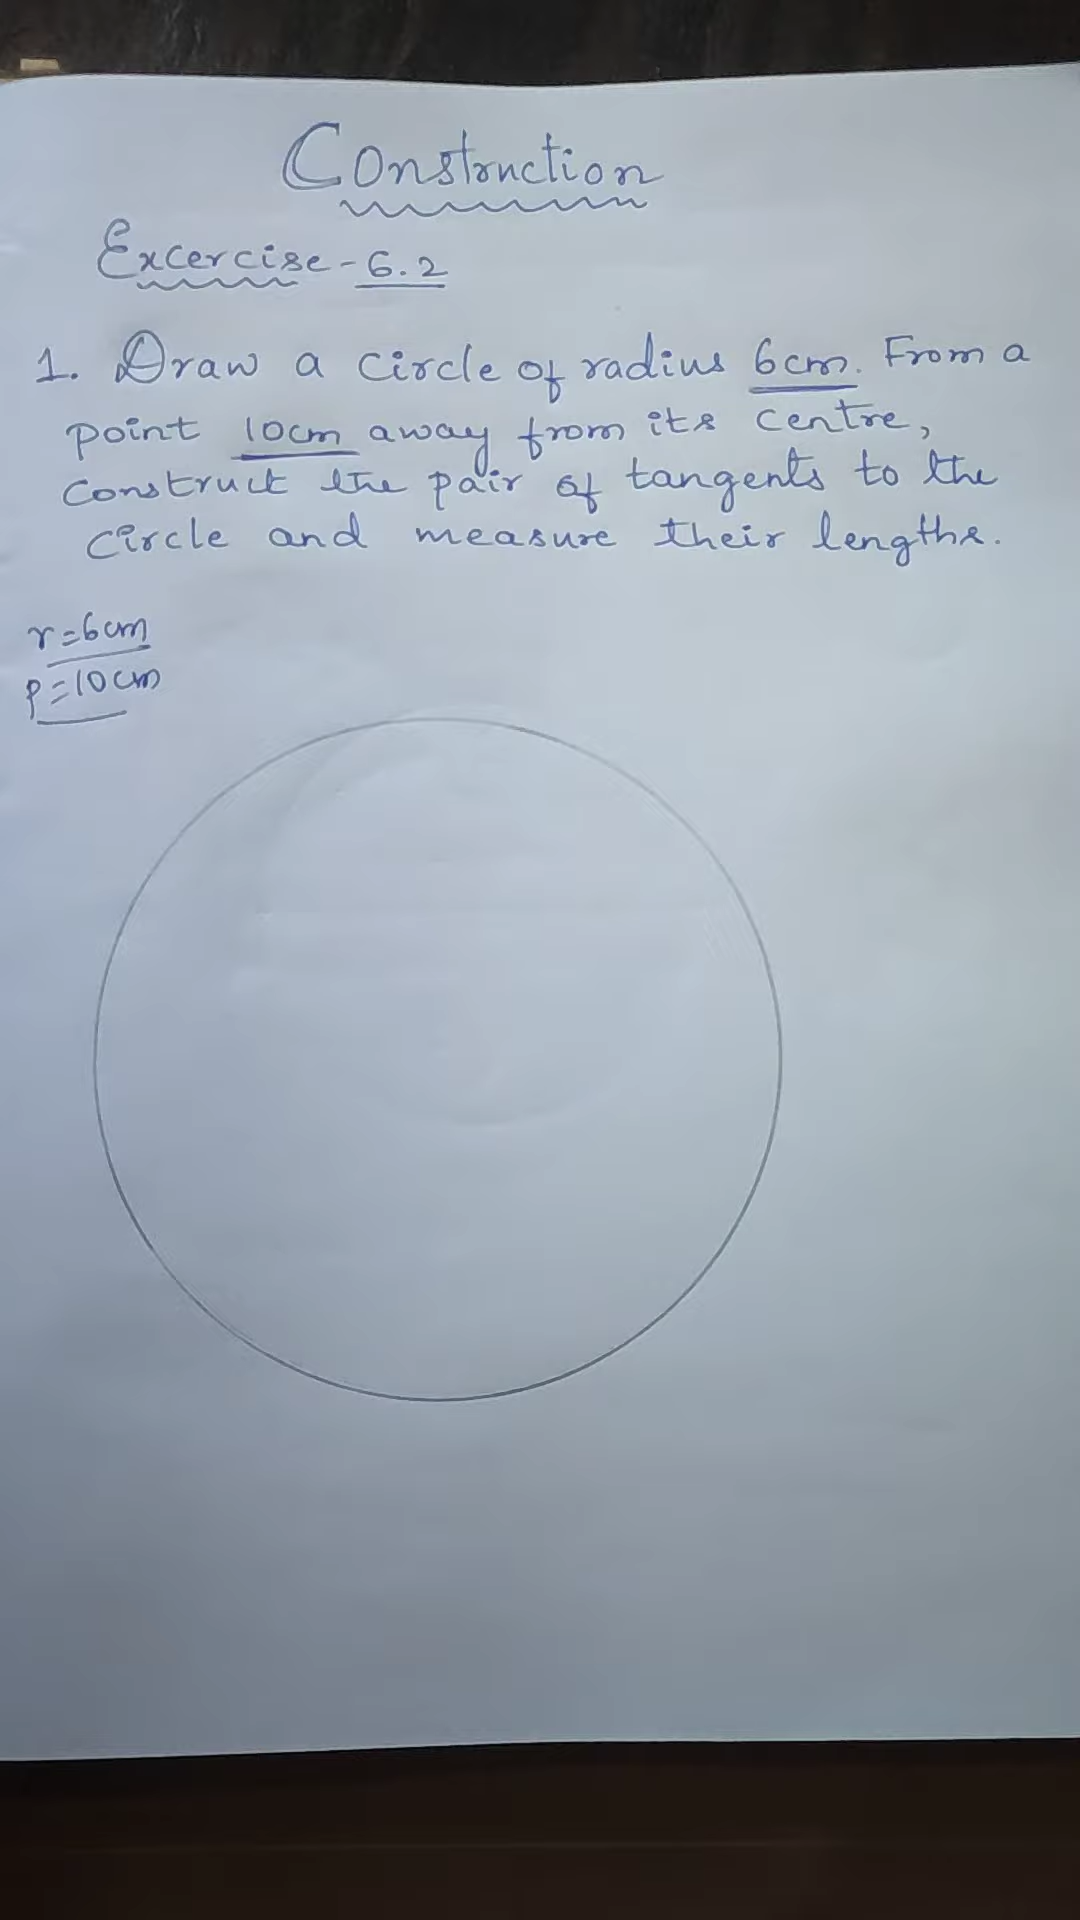 Construction
Excercise - 6.2
1. Draw a circle of radius 6cm. From a
point 10cm away from its centre,
construct the pair of tangents to the
circle and measure their lengths.
r=6cm
P=10cm